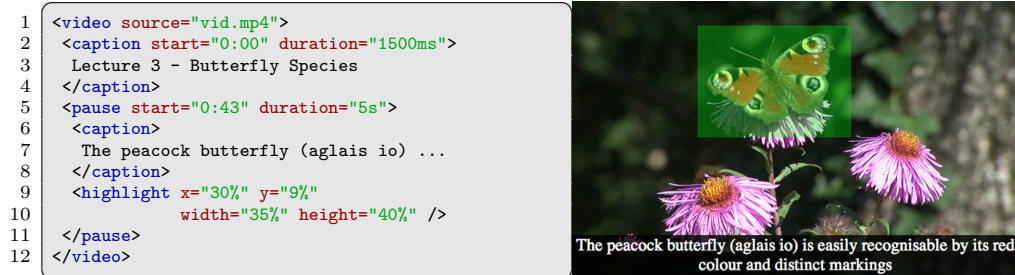 1 <video source="vid.mp4">
2 <caption start="0:00" duration="1500ms">
3 Lecture 3 - Butterfly Species
4 </caption>
5 <pause start="0:43" duration="5s">
6 <caption>
7 The peacock butterfly (aglais io) ...
8 </caption>
9 <highlight x="30%" y="9%"
10 width="35%" height="40%" />
11 </pause>
12 </video>
The peacock butterfly (aglais io) is easily recognisable by its red
colour and distinct markings